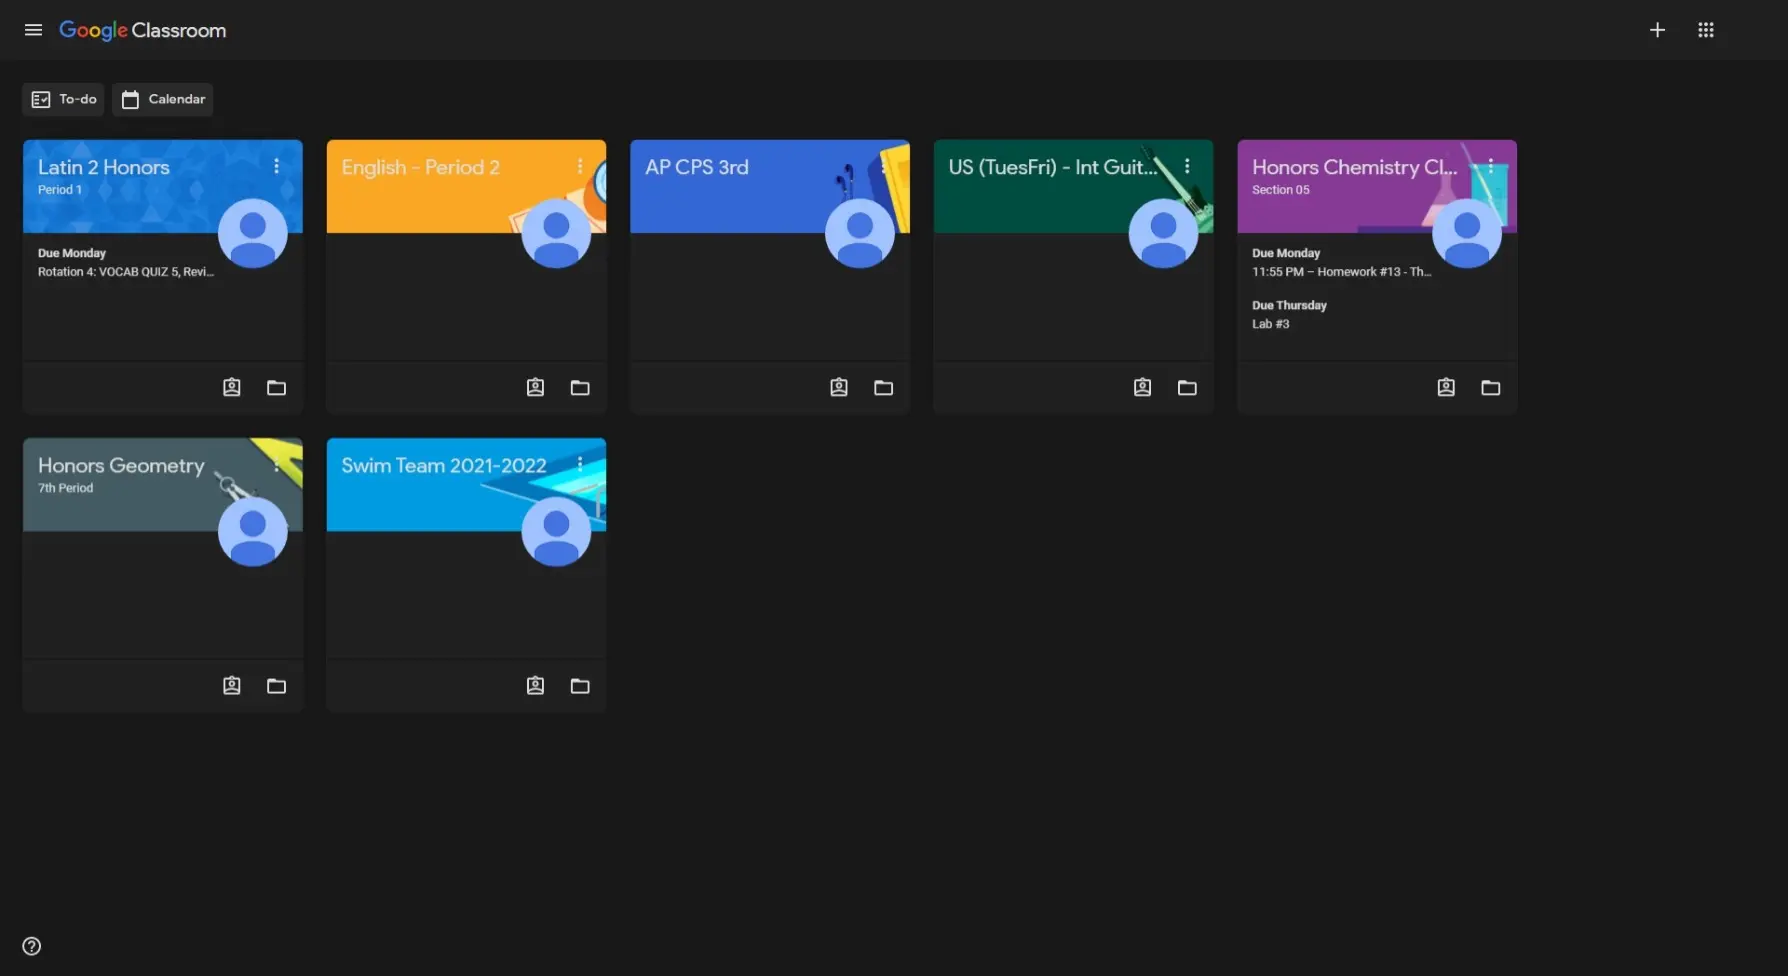 Google Classroom
To-do
Calendar
Latin 2 Honors
Period 1
Due Monday
Rotation 4: VOCAB QUIZ 5, Revi...
English - Period 2
AP CPS 3rd
US (TuesFri) - Int Guit...
Honors Chemistry Cl...
Section 05
Due Monday
11:55 PM – Homework #13 - Th...
Due Thursday
Lab #3
Honors Geometry
7th Period
Swim Team 2021-2022